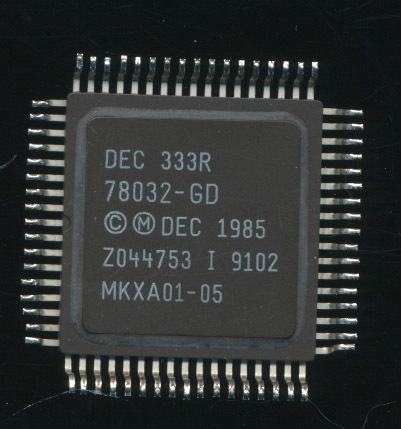 DEC 333R
78032-GD
© Ⓜ DEC 1985
Z044753 I 9102
MKXA01-05